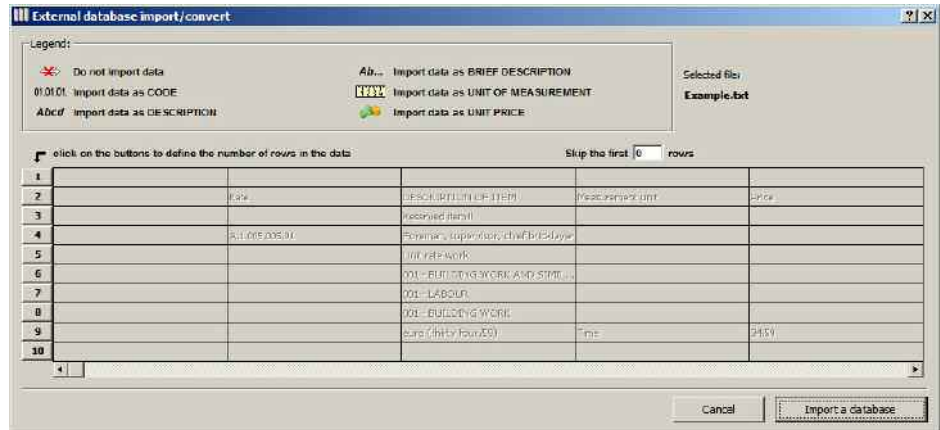 External database import/convert
Legend:
Do not import data
Ab... Import data as BRIEF DESCRIPTION
Selected file:
01.01.01. Import data as CODE
Import data as UNIT OF MEASUREMENT
Example.txt
Abcd Import data as DESCRIPTION
Import data as UNIT PRICE
click on the buttons to define the number of rows in the data
Skip the first 0 rows
1
2 Rate DESCRIPTION OF ITEM Measurement unit Price
3
4 Foreman, supervisor, chief bricklayer
5 Unit rate work
6 001 - BUILDING WORK AND SIMI...
7 001 - LABOUR
8 001 - BUILDING WORK
9 euro (thirty four/59) Time 34.59
10
Cancel Import a database